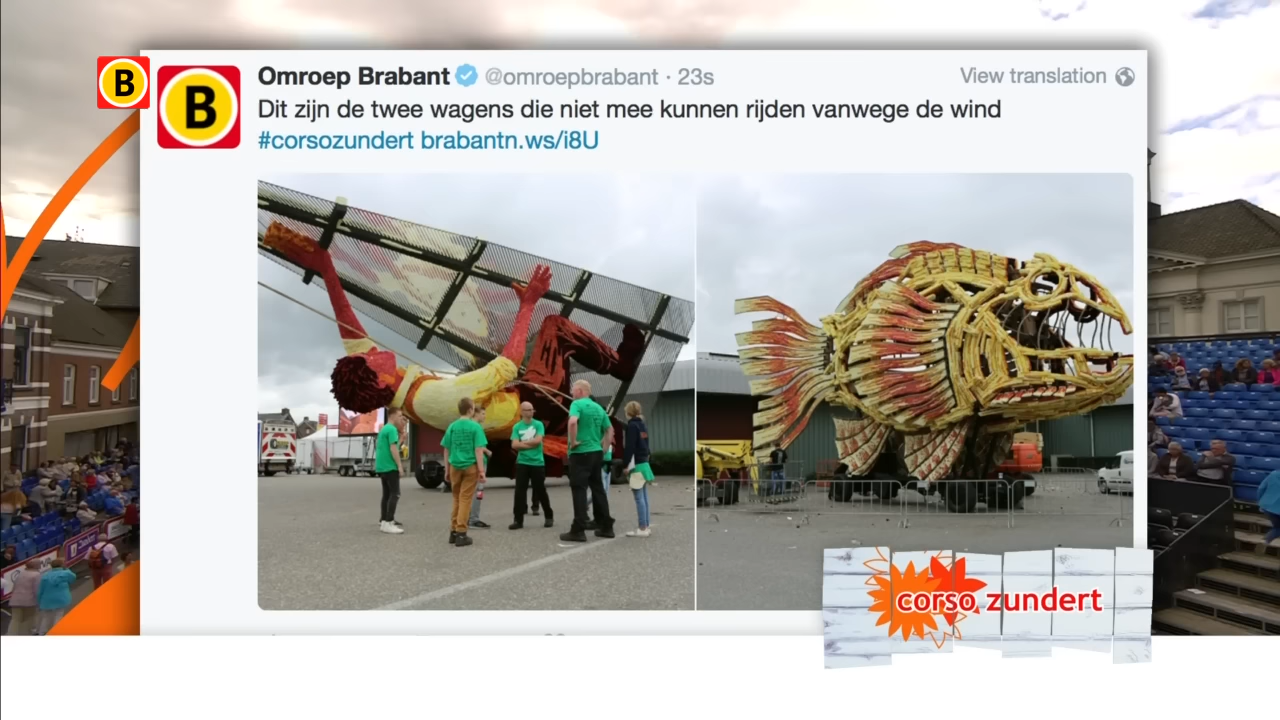 B
B
Omroep Brabant @omroepbrabant · 23s
View translation
Dit zijn de twee wagens die niet mee kunnen rijden vanwege de wind
#corsozundert brabantn.ws/i8U
corso zundert